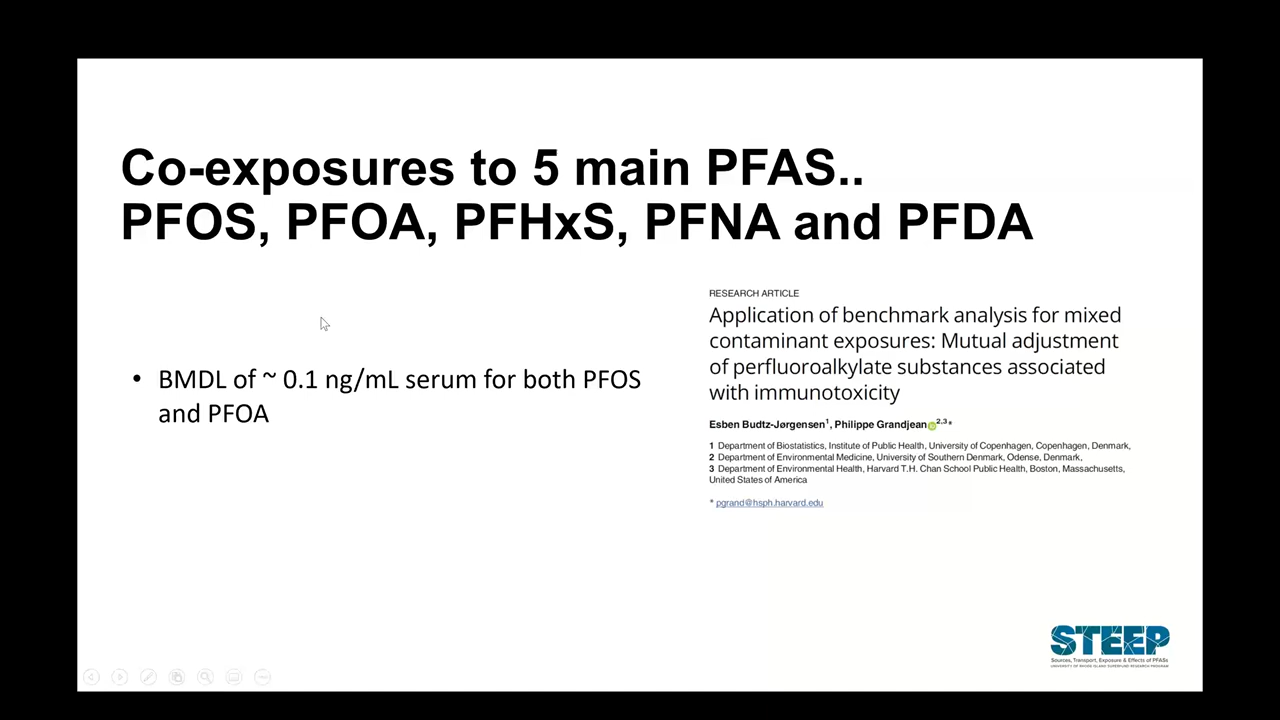 Co-exposures to 5 main PFAS..
PFOS, PFOA, PFHxS, PFNA and PFDA
• BMDL of ~ 0.1 ng/mL serum for both PFOS
and PFOA
RESEARCH ARTICLE
Application of benchmark analysis for mixed
contaminant exposures: Mutual adjustment
of perfluoroalkylate substances associated
with immunotoxicity
Esben Budtz-Jørgensen1, Philippe Grandjean 2,3*
1 Department of Biostatistics, Institute of Public Health, University of Copenhagen, Copenhagen, Denmark,
2 Department of Environmental Medicine, University of Southern Denmark, Odense, Denmark,
3 Department of Environmental Health, Harvard T.H. Chan School Public Health, Boston, Massachusetts,
United States of America
* pgrand@hsph.harvard.edu
STEEP
Sources, Transport, Exposure & Effects of PFASs
UNIVERSITY OF RHODE ISLAND SUPERFUND RESEARCH PROGRAM